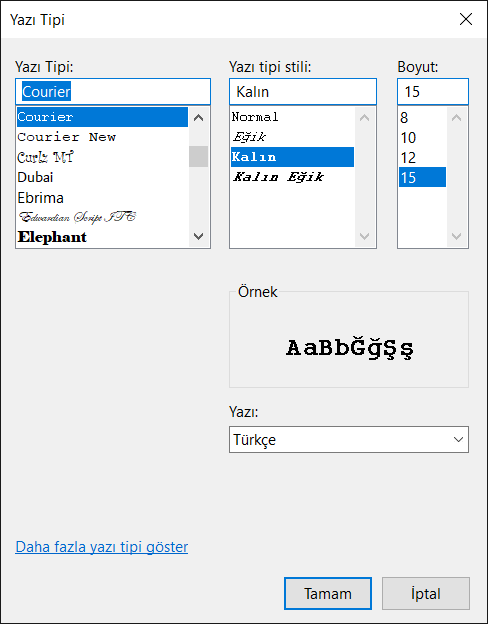 Yazı Tipi
Yazı Tipi:
Courier
Courier
Courier New
Curlz MT
Dubai
Ebrima
Edwardian Script ITC
Elephant
Yazı tipi stili:
Kalın
Normal
Eğik
Kalın
Kalın Eğik
Boyut:
15
8
10
12
15
Örnek
AaBbĞğŞş
Yazı:
Türkçe
Daha fazla yazı tipi göster
Tamam
İptal